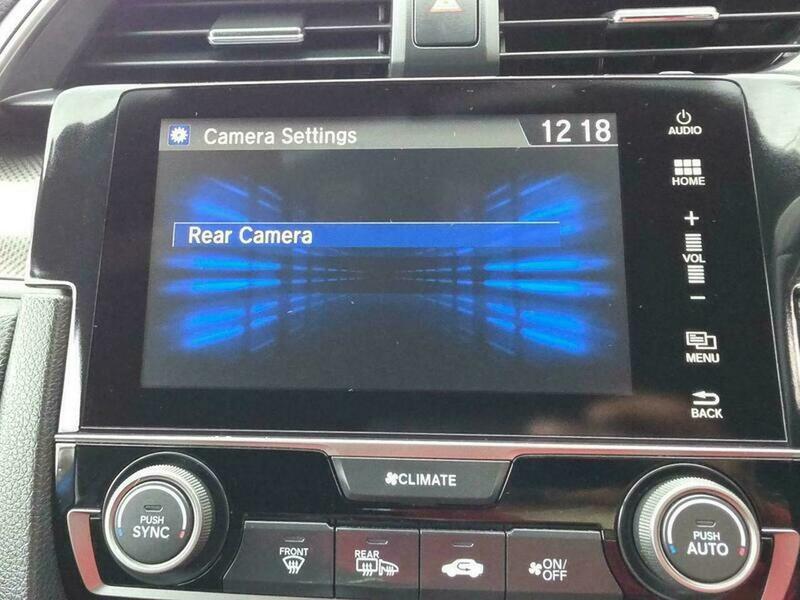 Camera Settings
12 18
Rear Camera
AUDIO
HOME
+
VOL
−
MENU
BACK
CLIMATE
PUSH
SYNC
FRONT
REAR
ON/
OFF
PUSH
AUTO